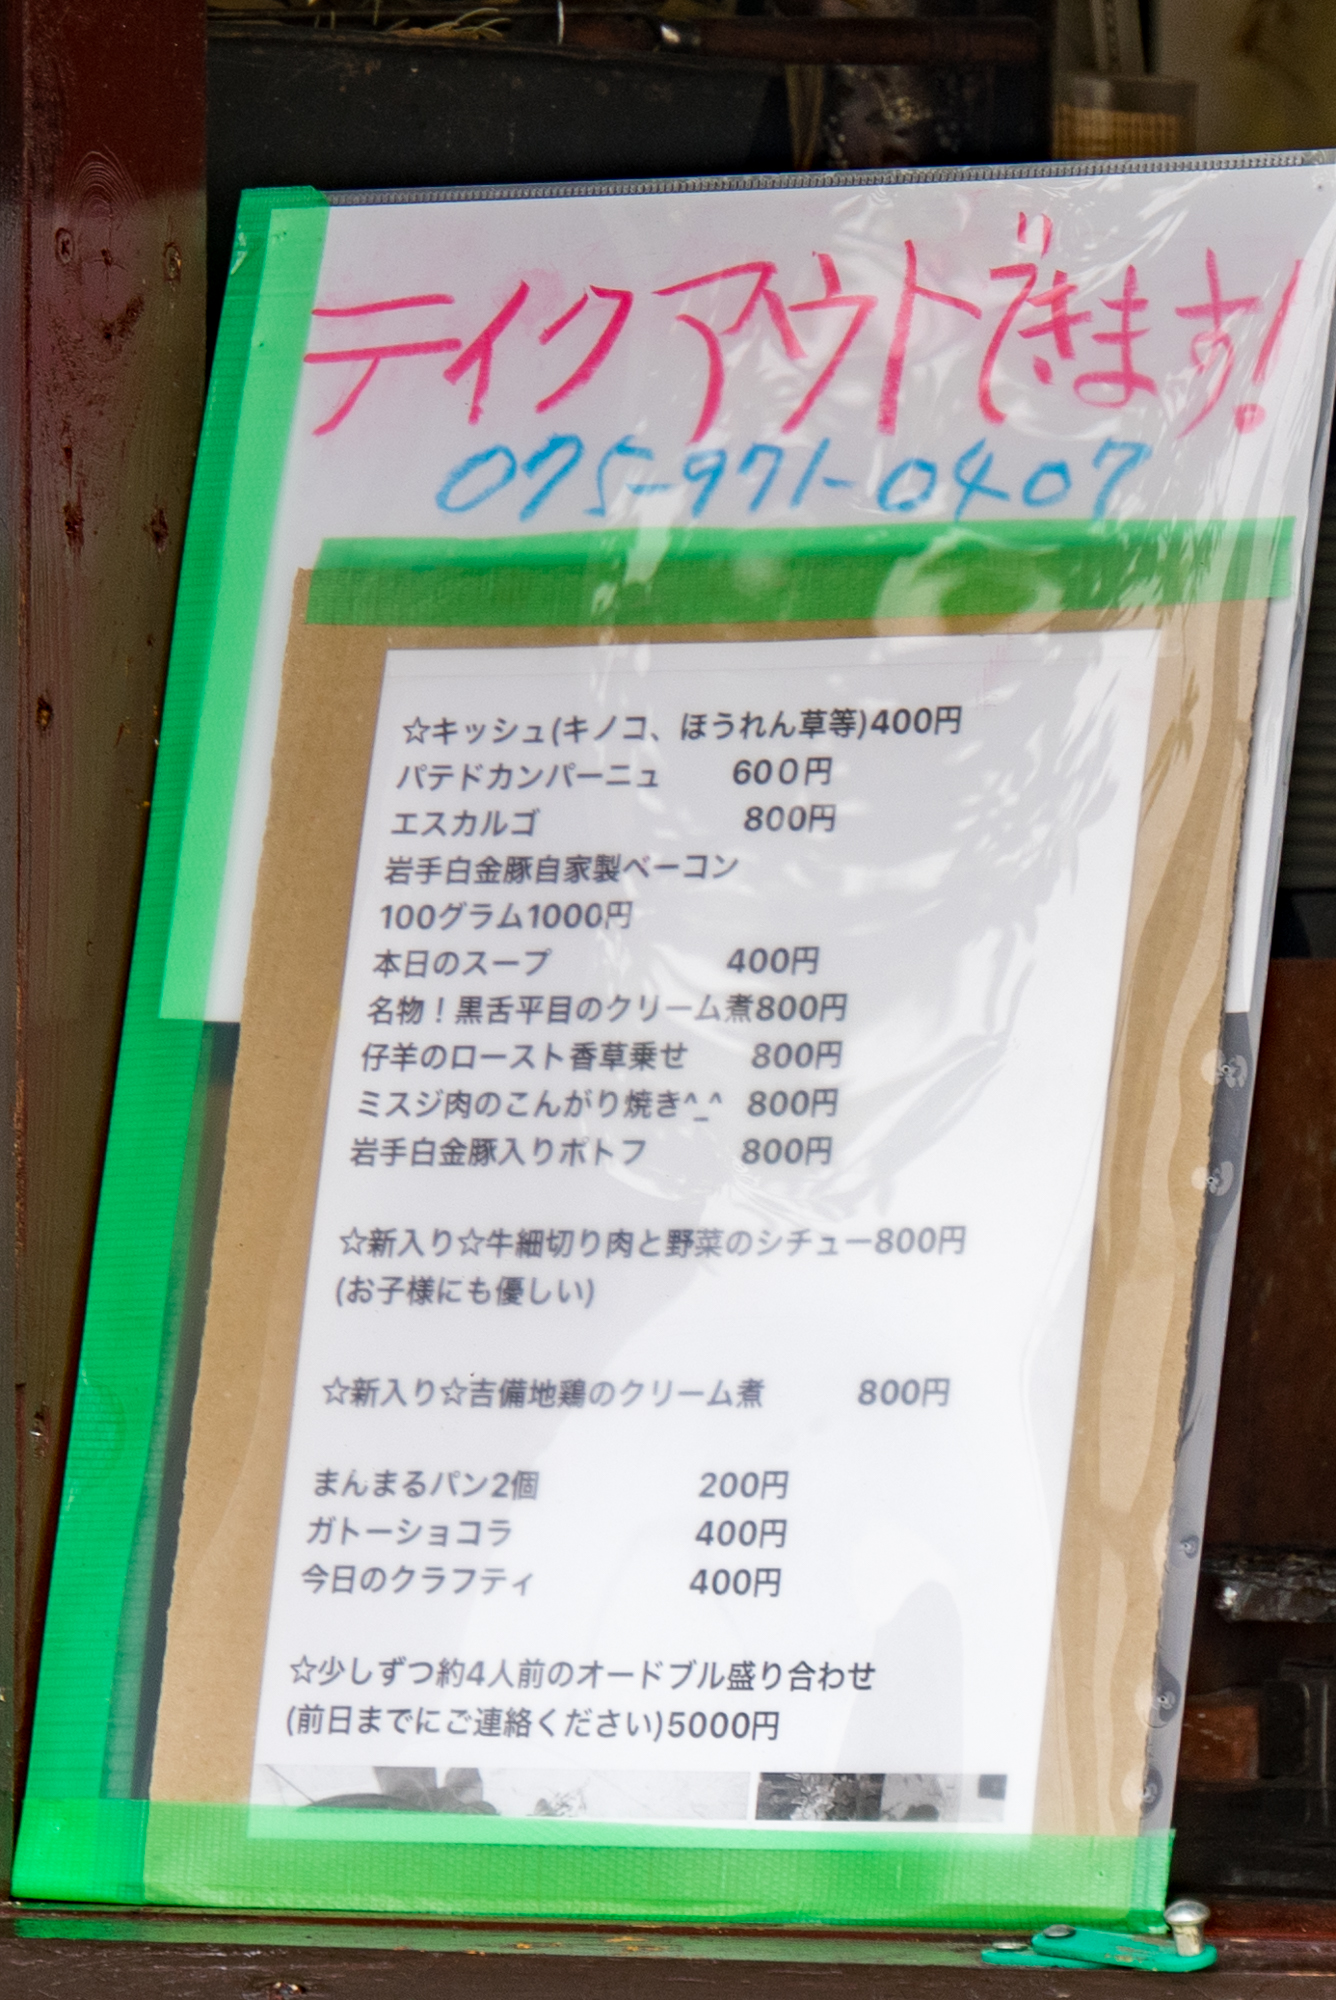 テイクアウトできます!
075-971-0407
☆キッシュ(キノコ、ほうれん草等)400円
パテドカンパーニュ 600円
エスカルゴ 800円
岩手白金豚自家製ベーコン
100グラム1000円
本日のスープ 400円
名物！黒舌平目のクリーム煮800円
仔羊のロースト香草乗せ 800円
ミスジ肉のこんがり焼き^_^ 800円
岩手白金豚入りポトフ 800円
☆新入り☆牛細切り肉と野菜のシチュー800円
(お子様にも優しい)
☆新入り☆吉備地鶏のクリーム煮 800円
まんまるパン2個 200円
ガトーショコラ 400円
今日のクラフティ 400円
☆少しずつ約4人前のオードブル盛り合わせ
(前日までにご連絡ください)5000円